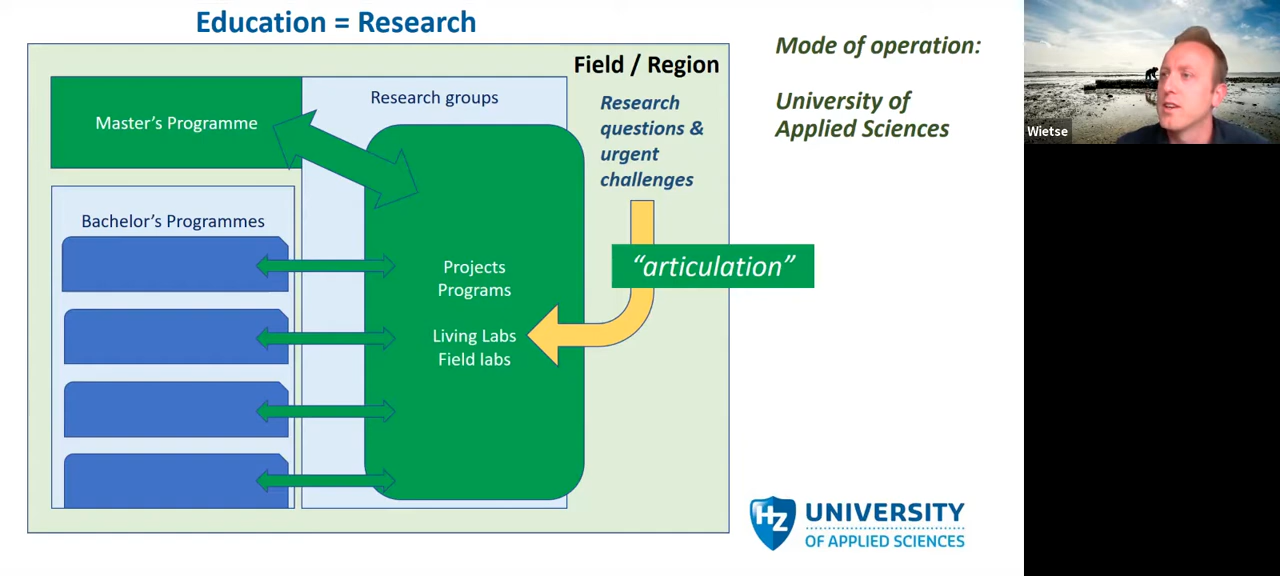 Education = Research
Field / Region
Mode of operation:
University of
Applied Sciences
Master's Programme
Research groups
Research
questions &
urgent
challenges
Bachelor's Programmes
"articulation"
Projects
Programs
Living Labs
Field labs
HZ UNIVERSITY
OF APPLIED SCIENCES
Wietse